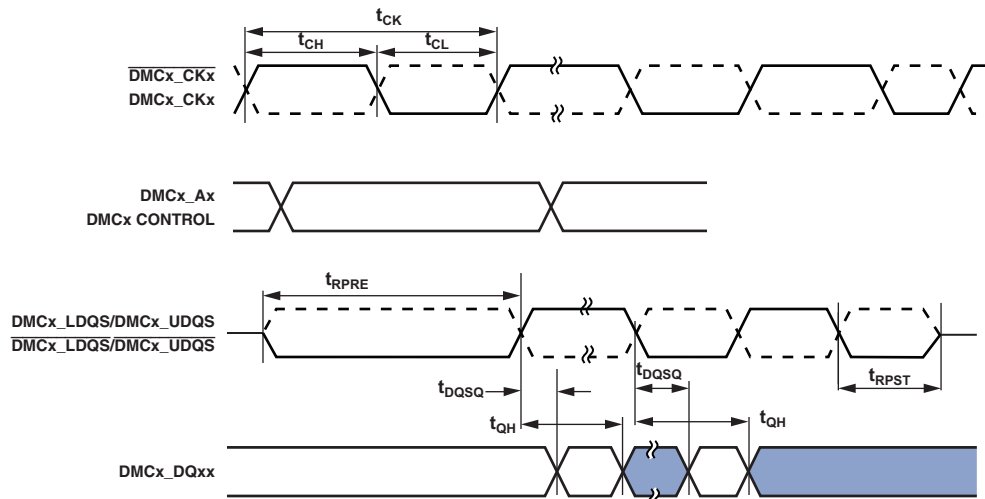 tCK
tCH
tCL
DMCx_CKx
DMCx_CKx
DMCx_Ax
DMCx CONTROL
tRPRE
DMCx_LDQS/DMCx_UDQS
DMCx_LDQS/DMCx_UDQS
tDQSQ
tDQSQ
tRPST
tQH
tQH
DMCx_DQxx